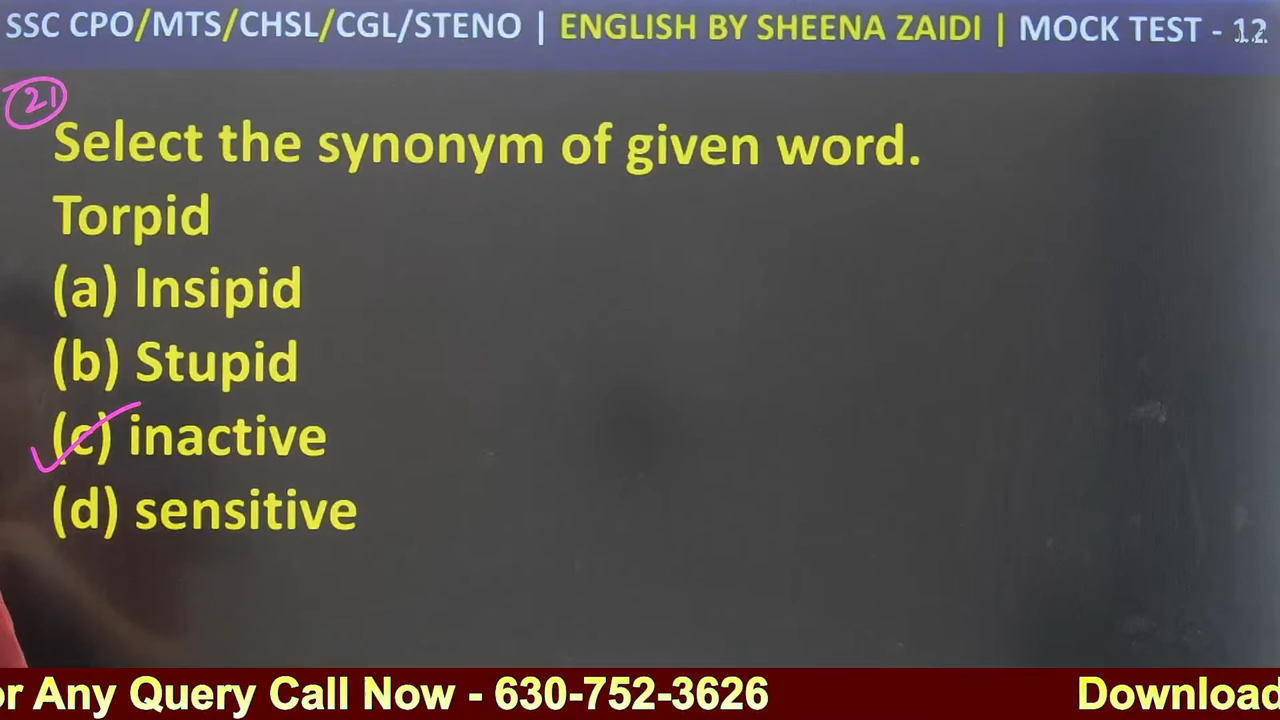 SSC CPO/MTS/CHSL/CGL/STENO | ENGLISH BY SHEENA ZAIDI | MOCK TEST - 12
21
Select the synonym of given word.
Torpid
(a) Insipid
(b) Stupid
(c) inactive
(d) sensitive
or Any Query Call Now - 630-752-3626 Download